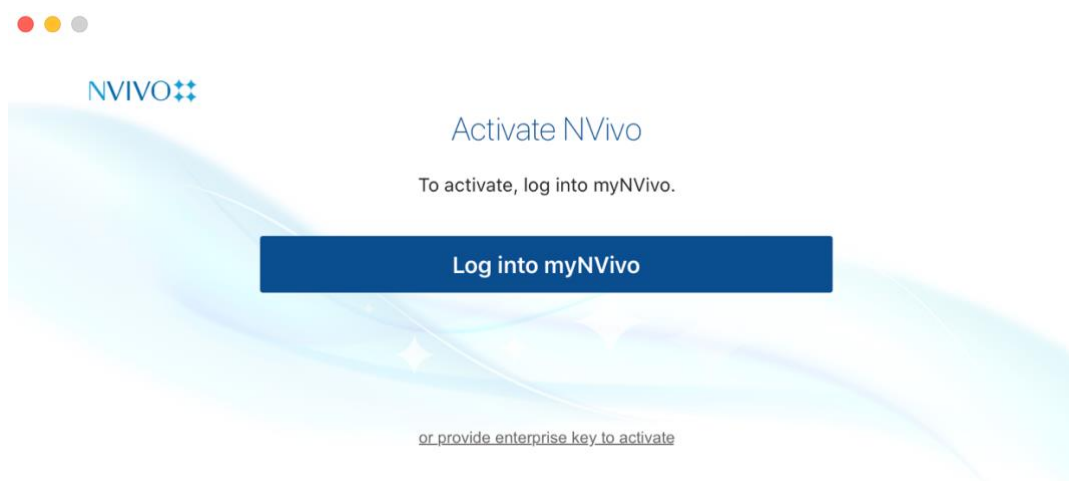 NVIVO
Activate NVivo
To activate, log into myNVivo.
Log into myNVivo
or provide enterprise key to activate